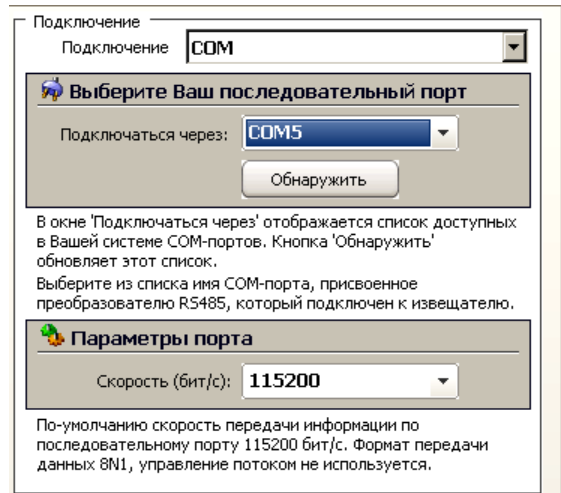 Подключение
Подключение COM
Выберите Ваш последовательный порт
Подключаться через: COM5
Обнаружить
В окне 'Подключаться через' отображается список доступных
в Вашей системе COM-портов. Кнопка 'Обнаружить'
обновляет этот список.
Выберите из списка имя COM-порта, присвоенное
преобразователю RS485, который подключен к извещателю.
Параметры порта
Скорость (бит/с): 115200
По-умолчанию скорость передачи информации по
последовательному порту 115200 бит/с. Формат передачи
данных 8N1, управление потоком не используется.